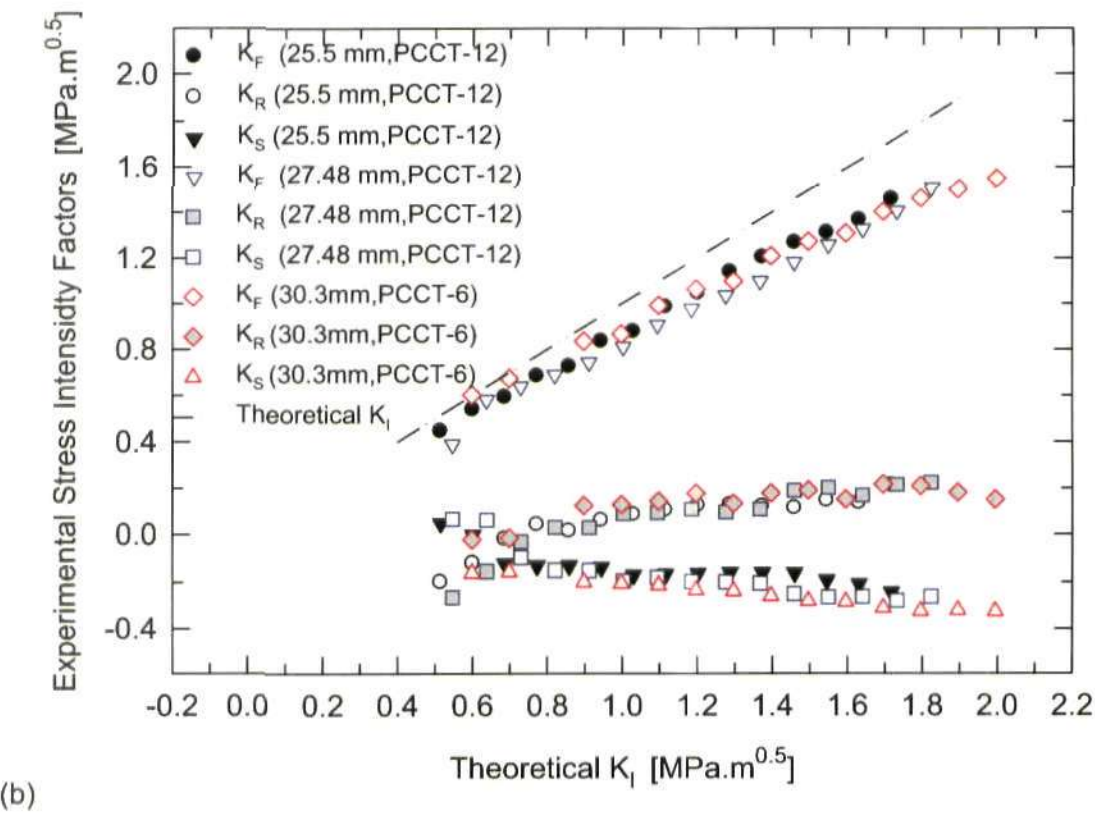 Experimental Stress Intensidty Factors [MPa.m^0.5]
2.0
1.6
1.2
0.8
0.4
0.0
-0.4
K_F (25.5 mm,PCCT-12)
K_R (25.5 mm,PCCT-12)
K_S (25.5 mm,PCCT-12)
K_F (27.48 mm,PCCT-12)
K_R (27.48 mm,PCCT-12)
K_S (27.48 mm,PCCT-12)
K_F (30.3mm,PCCT-6)
K_R (30.3mm,PCCT-6)
K_S (30.3mm,PCCT-6)
Theoretical K_I
-0.2 0.0 0.2 0.4 0.6 0.8 1.0 1.2 1.4 1.6 1.8 2.0 2.2
Theoretical K_I [MPa.m^0.5]
(b)